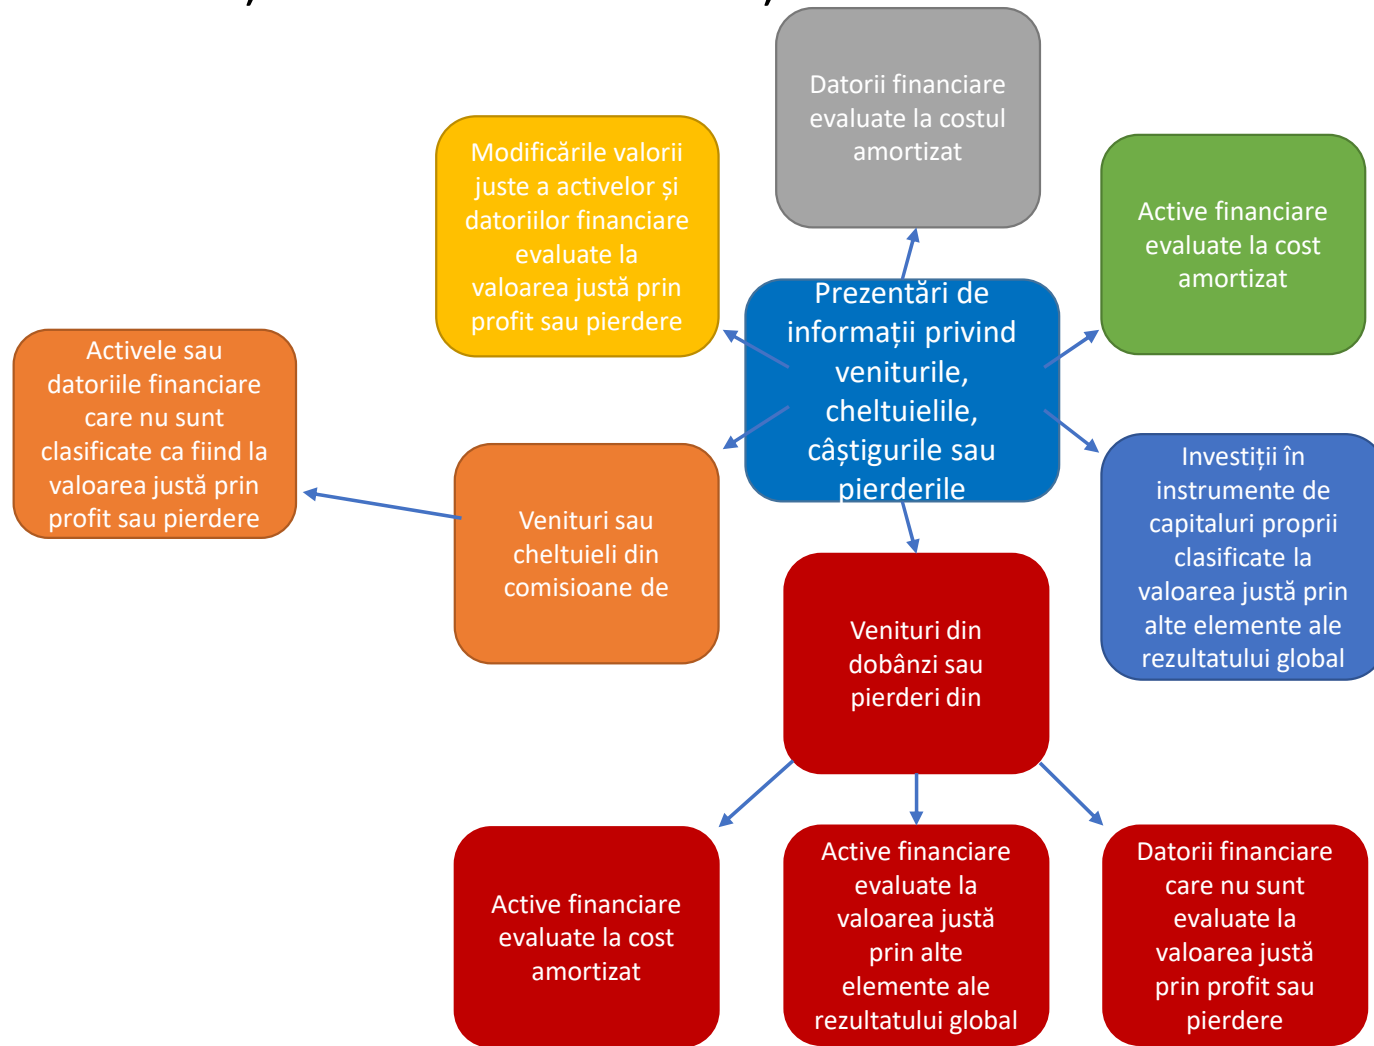 Datorii financiare
evaluate la costul
amortizat
Modificările valorii
juste a activelor și
datoriilor financiare
evaluate la
valoarea justă prin
profit sau pierdere
Active financiare
evaluate la cost
amortizat
Prezentări de
informații privind
veniturile,
cheltuielile,
câștigurile sau
pierderile
Activele sau
datoriile financiare
care nu sunt
clasificate ca fiind la
valoarea justă prin
profit sau pierdere
Venituri sau
cheltuieli din
comisioane de
Investiții în
instrumente de
capitaluri proprii
clasificate la
valoarea justă prin
alte elemente ale
rezultatului global
Venituri din
dobânzi sau
pierderi din
Active financiare
evaluate la cost
amortizat
Active financiare
evaluate la
valoarea justă
prin alte
elemente ale
rezultatului global
Datorii financiare
care nu sunt
evaluate la
valoarea justă
prin profit sau
pierdere